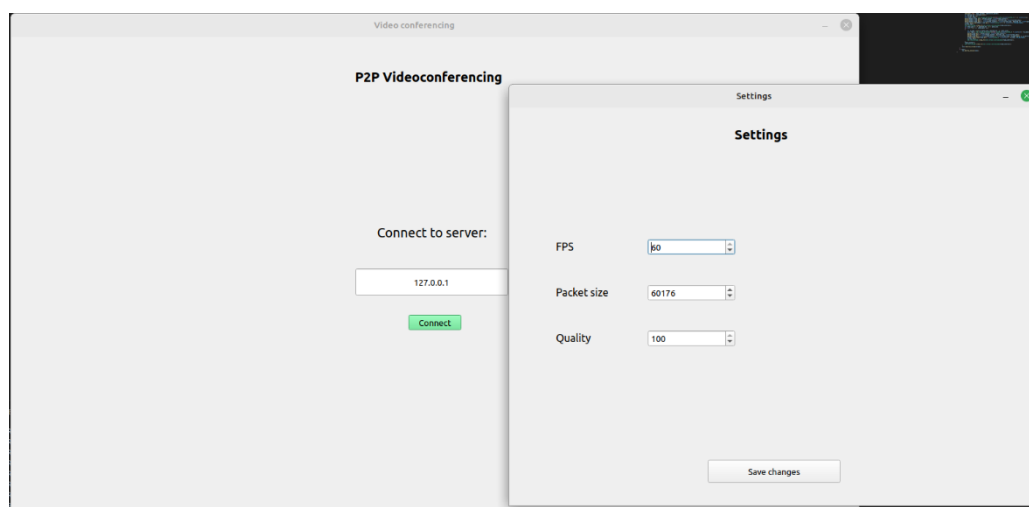 Video conferencing
P2P Videoconferencing
Connect to server:
127.0.0.1
Connect
Settings
Settings
FPS
60
Packet size
60176
Quality
100
Save changes